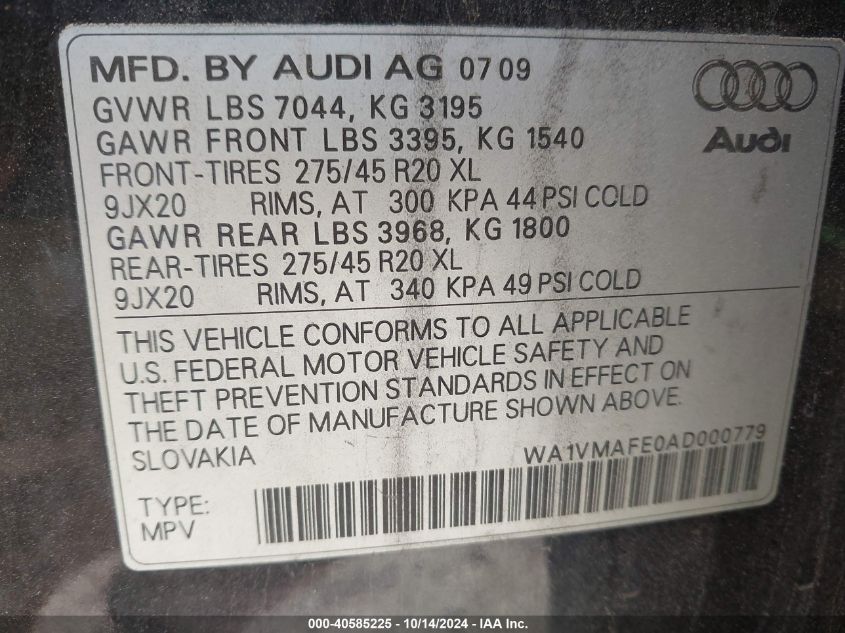 MFD. BY AUDI AG 07 09
GVWR LBS 7044, KG 3195
GAWR FRONT LBS 3395, KG 1540
FRONT-TIRES 275/45 R20 XL
9JX20 RIMS, AT 300 KPA 44 PSI COLD
GAWR REAR LBS 3968, KG 1800
REAR-TIRES 275/45 R20 XL
9JX20 RIMS, AT 340 KPA 49 PSI COLD
Audi
THIS VEHICLE CONFORMS TO ALL APPLICABLE
U.S. FEDERAL MOTOR VEHICLE SAFETY AND
THEFT PREVENTION STANDARDS IN EFFECT ON
THE DATE OF MANUFACTURE SHOWN ABOVE.
SLOVAKIA WA1VMAFE0AD000779
TYPE:
MPV
000-40585225 - 10/14/2024 - IAA Inc.